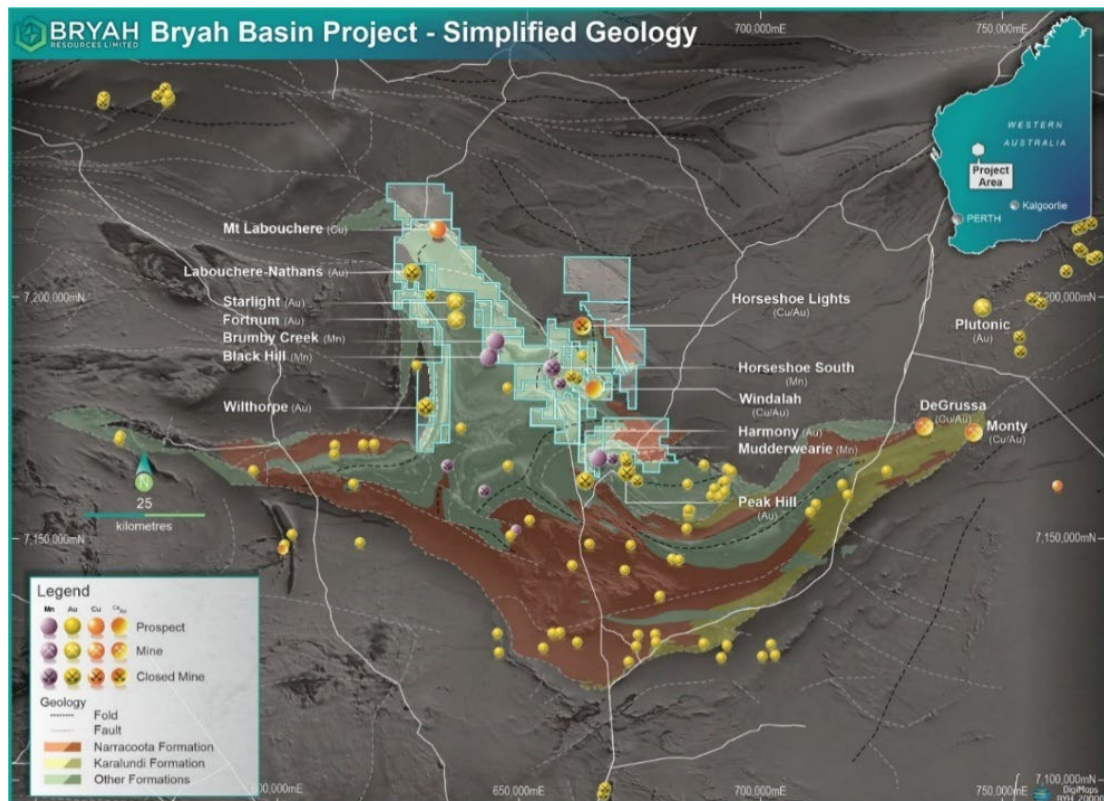 BRYAH
RESOURCES LIMITED
Bryah Basin Project - Simplified Geology
700,000mE
750,000mE
WESTERN
AUSTRALIA
Project
Area
Kalgoorlie
PERTH
Mt Labouchere (Cu)
Labouchere-Nathans (Au)
7,200,000mN
Starlight (Au)
Fortnum (Au)
Brumby Creek (Mn)
Black Hill (Mn)
Wilthorpe (Au)
Horseshoe Lights
(Cu/Au)
7,200,000mN
Plutonic
(Au)
Horseshoe South
(Mn)
Windalah
(Cu/Au)
Harmony (Au)
Mudderwearie (Mn)
Peak Hill
(Au)
DeGrussa
(Cu/Au)
Monty
(Cu/Au)
N
25
kilometres
7,150,000mN
7,150,000mN
Legend
Mn Au Cu Cu/Au
Prospect
Mine
Closed Mine
Geology
Fold
Fault
Narracoota Formation
Karalundi Formation
Other Formations
650,000mE
700,000mE
750,000mE
7,100,000mN
DigiMaps